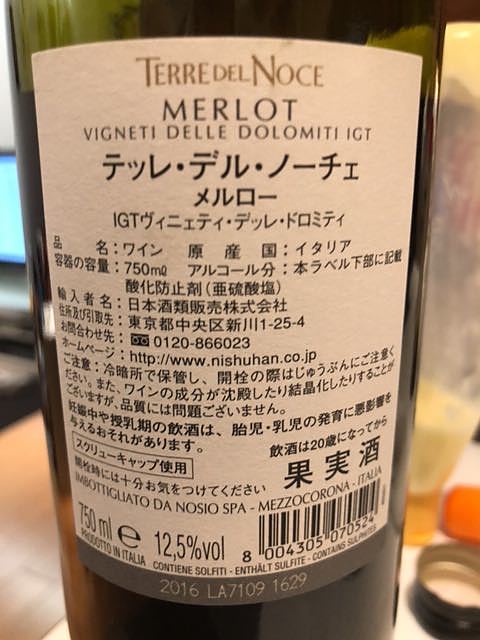 TERRE DEL NOCE
MERLOT
VIGNETI DELLE DOLOMITI IGT
テッレ・デル・ノーチェ
メルロー
IGTヴィニェティ・デッレ・ドロミティ
品名:ワイン 原産国:イタリア
容器の容量:750mℓ アルコール分:本ラベル下部に記載
酸化防止剤(亜硫酸塩)
輸入者名:日本酒類販売株式会社
住所及び引取先:東京都中央区新川1-25-4
お問合わせ先:0120-866023
ホームページ:http://www.nishuhan.co.jp
注意:冷暗所で保管し、開栓の際はじゅうぶんにご注意く
ださい。また、ワインの成分が沈殿したり結晶化したりすることが
ございますが、品質には問題ございません。
妊娠中や授乳期の飲酒は、胎児・乳児の発育に悪影響を
与えるおそれがあります。
飲酒は20歳になってから
スクリューキャップ使用
果実酒
開栓時には十分お気をつけてください
IMBOTTIGLIATO DA NOSIO SPA - MEZZOCORONA - ITALIA
750 ml ℮ 12,5%vol
8 004305 070524
PRODOTTO IN ITALIA CONTIENE SOLFITI - ENTHÄLT SULFITE - CONTAINS SULPHITES
2016 LA7109 1629